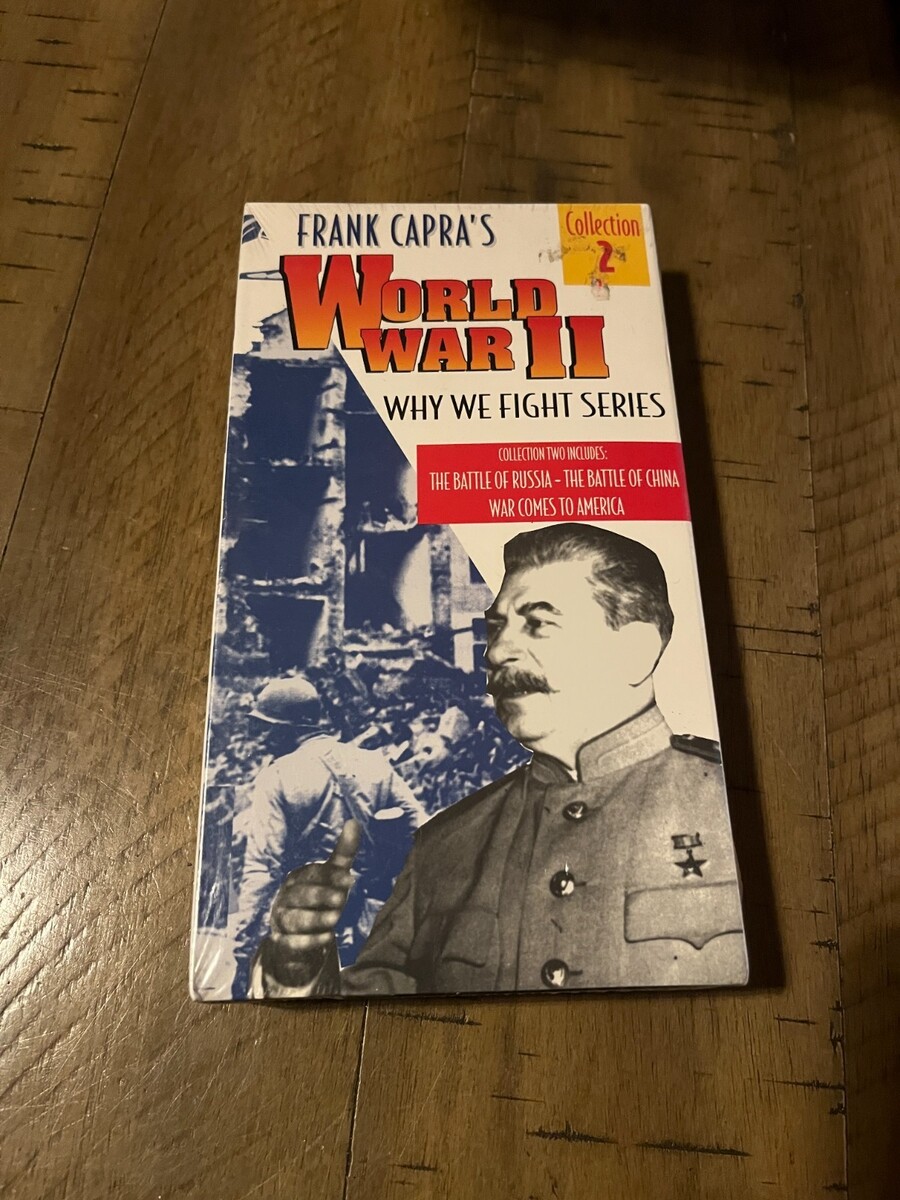 FRANK CAPRA'S
Collection
2
WORLD
WAR II
WHY WE FIGHT SERIES
COLLECTION TWO INCLUDES:
THE BATTLE OF RUSSIA - THE BATTLE OF CHINA
WAR COMES TO AMERICA